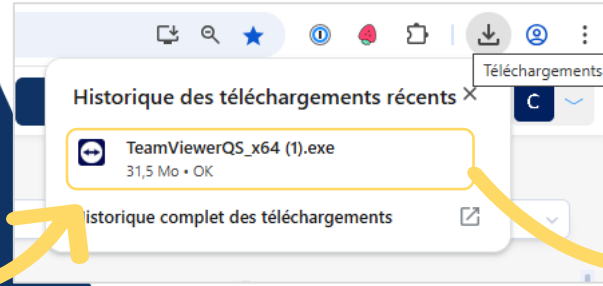 Téléchargements
Historique des téléchargements récents
C
TeamViewerQS_x64 (1).exe
31,5 Mo • OK
Historique complet des téléchargements